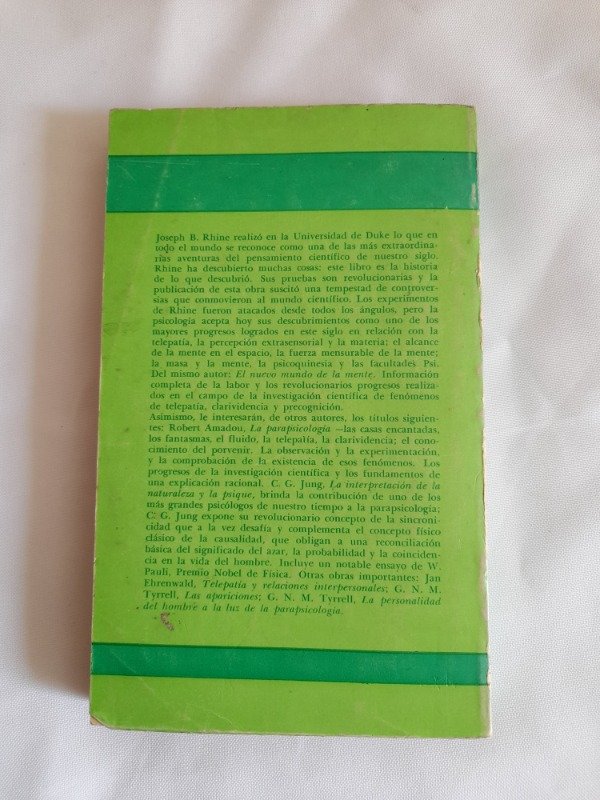 Joseph B. Rhine realizó en la Universidad de Duke lo que en
todo el mundo se reconoce como una de las más extraordina-
rias aventuras del pensamiento científico de nuestro siglo.
Rhine ha descubierto muchas cosas: este libro es la historia
de lo que descubrió. Sus pruebas son revolucionarias y la
publicación de esta obra suscitó una tempestad de controver-
sias que conmovieron al mundo científico. Los experimentos
de Rhine fueron atacados desde todos los ángulos, pero la
psicología acepta hoy sus descubrimientos como uno de los
mayores progresos logrados en este siglo en relación con la
telepatía, la percepción extrasensorial y la materia; el alcance
de la mente en el espacio, la fuerza mensurable de la mente;
la masa y la mente, la psicoquinesia y las facultades Psi.
Del mismo autor: El nuevo mundo de la mente. Información
completa de la labor y los revolucionarios progresos realiza-
dos en el campo de la investigación científica de fenómenos
de telepatía, clarividencia y precognición.
Asimismo, le interesarán, de otros autores, los títulos siguien-
tes: Robert Amadou, La parapsicología —las casas encantadas,
los fantasmas, el fluido, la telepatía, la clarividencia; el cono-
cimiento del porvenir. La observación y la experimentación,
y la comprobación de la existencia de esos fenómenos. Los
progresos de la investigación científica y los fundamentos de
una explicación racional. C. G. Jung, La interpretación de la
naturaleza y la psique, brinda la contribución de uno de los
más grandes psicólogos de nuestro tiempo a la parapsicología;
C. G. Jung expone su revolucionario concepto de la sincroni-
cidad que a la vez desafía y complementa el concepto físico
clásico de la causalidad, que obligan a una reconciliación
básica del significado del azar, la probabilidad y la coinciden-
cia en la vida del hombre. Incluye un notable ensayo de W.
Pauli, Premio Nobel de Física. Otras obras importantes: Jan
Ehrenwald, Telepatía y relaciones interpersonales; G. N. M.
Tyrrell, Las apariciones; G. N. M. Tyrrell, La personalidad
del hombre a la luz de la parapsicología.